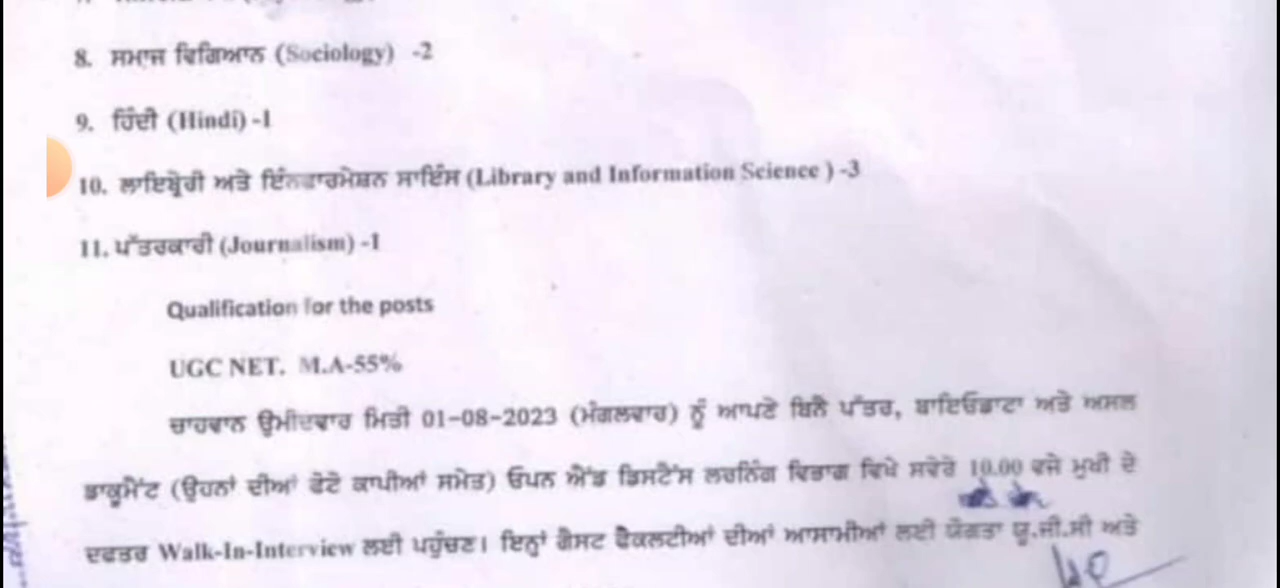 8. ਸਮਾਜ ਵਿਗਿਆਨ (Sociology) -2
9. ਹਿੰਦੀ (Hindi) -1
10. ਲਾਇਬ੍ਰੇਰੀ ਅਤੇ ਇੰਨਫਾਰਮੇਸ਼ਨ ਸਾਇੰਸ (Library and Information Science ) -3
11. ਪੱਤਰਕਾਰੀ (Journalism) -1
Qualification for the posts
UGC NET. M.A-55%
ਚਾਹਵਾਨ ਉਮੀਦਵਾਰ ਮਿਤੀ 01-08-2023 (ਮੰਗਲਵਾਰ) ਨੂੰ ਆਪਣੇ ਬਿਨੈ ਪੱਤਰ, ਬਾਇਓਡਾਟਾ ਅਤੇ ਅਸਲ
ਡਾਕੂਮੈਂਟ (ਉਹਨਾਂ ਦੀਆਂ ਫੋਟੋ ਕਾਪੀਆਂ ਸਮੇਤ) ਓਪਨ ਐਂਡ ਡਿਸਟੈਂਸ ਲਰਨਿੰਗ ਵਿਭਾਗ ਵਿਖੇ ਸਵੇਰੇ 10.00 ਵਜੇ ਮੁਖੀ ਦੇ
ਦਫਤਰ Walk-In-Interview ਲਈ ਪਹੁੰਚਣ। ਇਨ੍ਹਾਂ ਗੈਸਟ ਫੈਕਲਟੀਆਂ ਦੀਆਂ ਆਸਾਮੀਆਂ ਲਈ ਯੋਗਤਾ ਯੂ.ਜੀ.ਸੀ ਅਤੇ